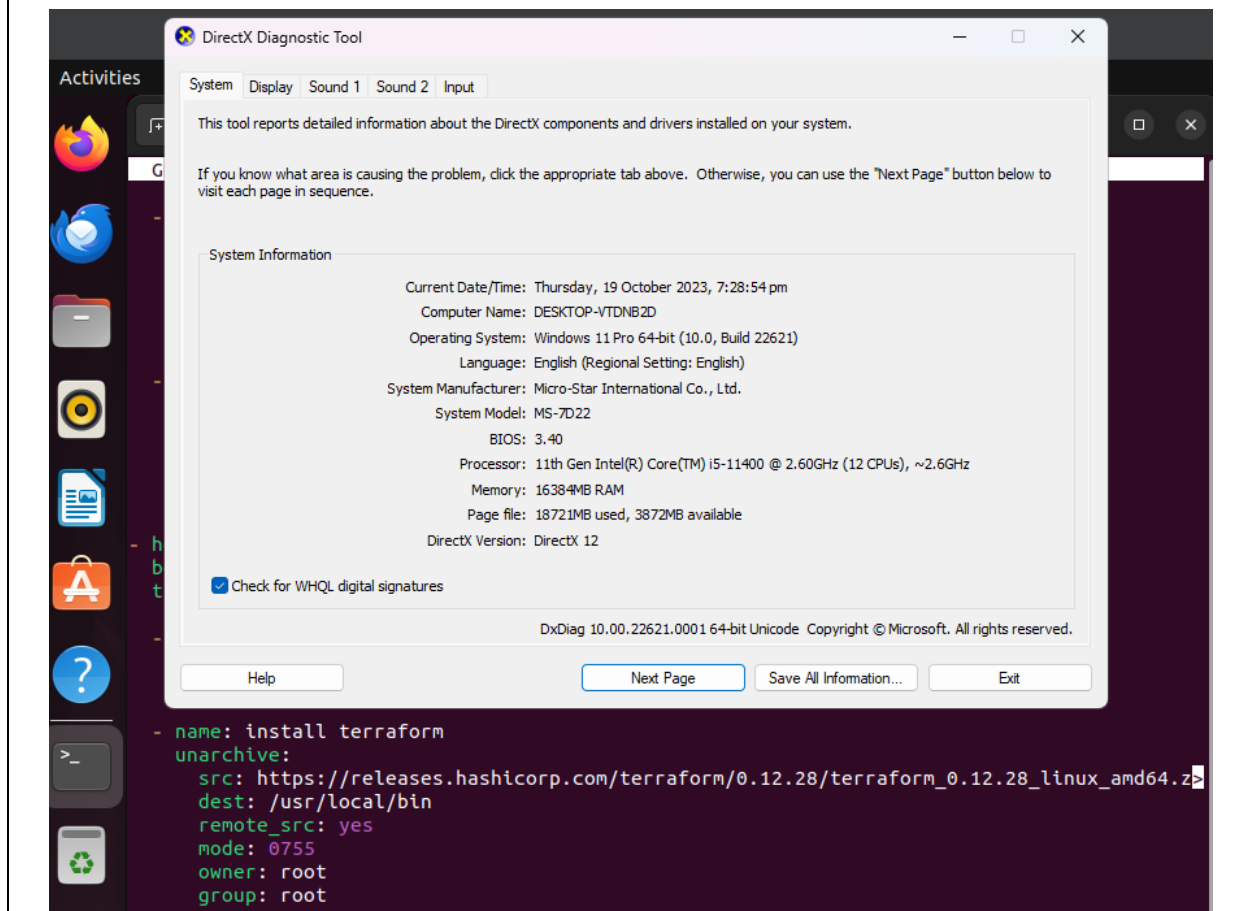 DirectX Diagnostic Tool
Activities
System Display Sound 1 Sound 2 Input
This tool reports detailed information about the DirectX components and drivers installed on your system.
If you know what area is causing the problem, click the appropriate tab above. Otherwise, you can use the "Next Page" button below to
visit each page in sequence.
G
-
System Information
Current Date/Time: Thursday, 19 October 2023, 7:28:54 pm
Computer Name: DESKTOP-VTDNB2D
Operating System: Windows 11 Pro 64-bit (10.0, Build 22621)
Language: English (Regional Setting: English)
System Manufacturer: Micro-Star International Co., Ltd.
-
System Model: MS-7D22
BIOS: 3.40
Processor: 11th Gen Intel(R) Core(TM) i5-11400 @ 2.60GHz (12 CPUs), ~2.6GHz
Memory: 16384MB RAM
Page file: 18721MB used, 3872MB available
DirectX Version: DirectX 12
- h
b
t
Check for WHQL digital signatures
-
DxDiag 10.00.22621.0001 64-bit Unicode Copyright © Microsoft. All rights reserved.
Help Next Page Save All Information... Exit
- name: install terraform
unarchive:
src: https://releases.hashicorp.com/terraform/0.12.28/terraform_0.12.28_linux_amd64.z>
dest: /usr/local/bin
remote_src: yes
mode: 0755
owner: root
group: root